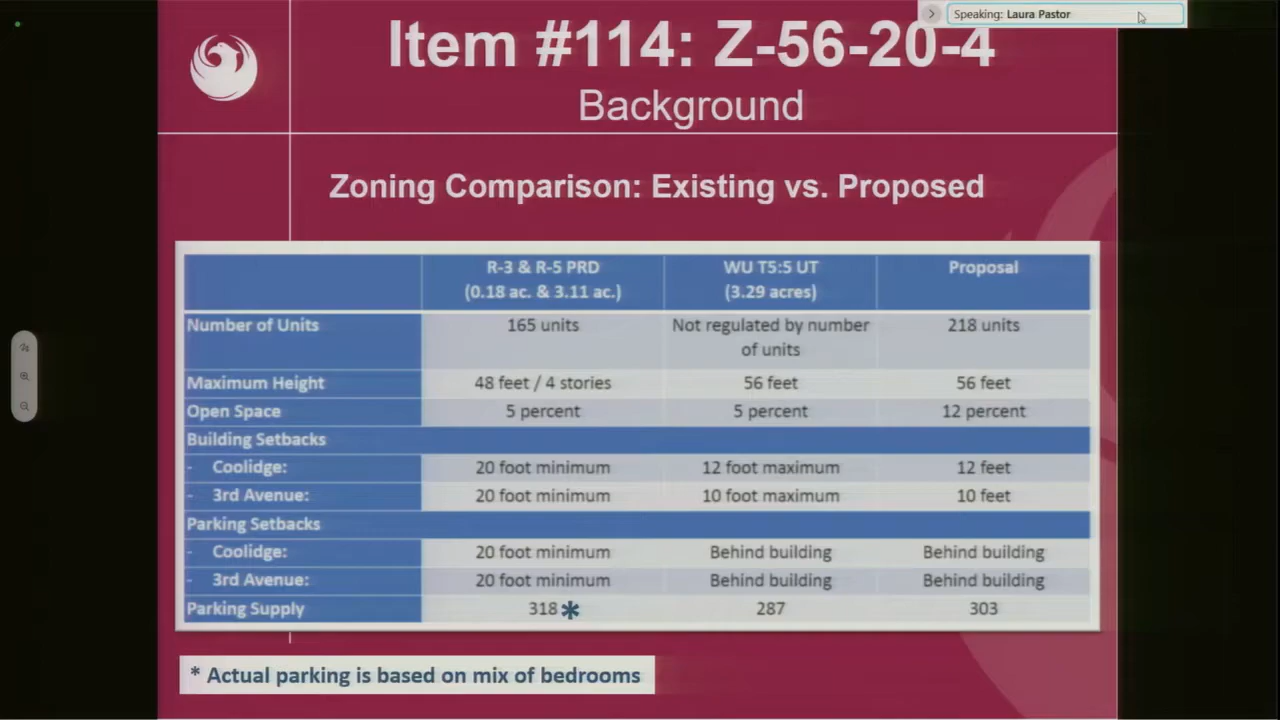 Speaking: Laura Pastor
Item #114: Z-56-20-4
Background
Zoning Comparison: Existing vs. Proposed
R-3 & R-5 PRD WU T5:5 UT Proposal
(0.18 ac. & 3.11 ac.) (3.29 acres)
Number of Units 165 units Not regulated by number 218 units
of units
Maximum Height 48 feet / 4 stories 56 feet 56 feet
Open Space 5 percent 5 percent 12 percent
Building Setbacks
- Coolidge: 20 foot minimum 12 foot maximum 12 feet
- 3rd Avenue: 20 foot minimum 10 foot maximum 10 feet
Parking Setbacks
- Coolidge: 20 foot minimum Behind building Behind building
- 3rd Avenue: 20 foot minimum Behind building Behind building
Parking Supply 318* 287 303
* Actual parking is based on mix of bedrooms